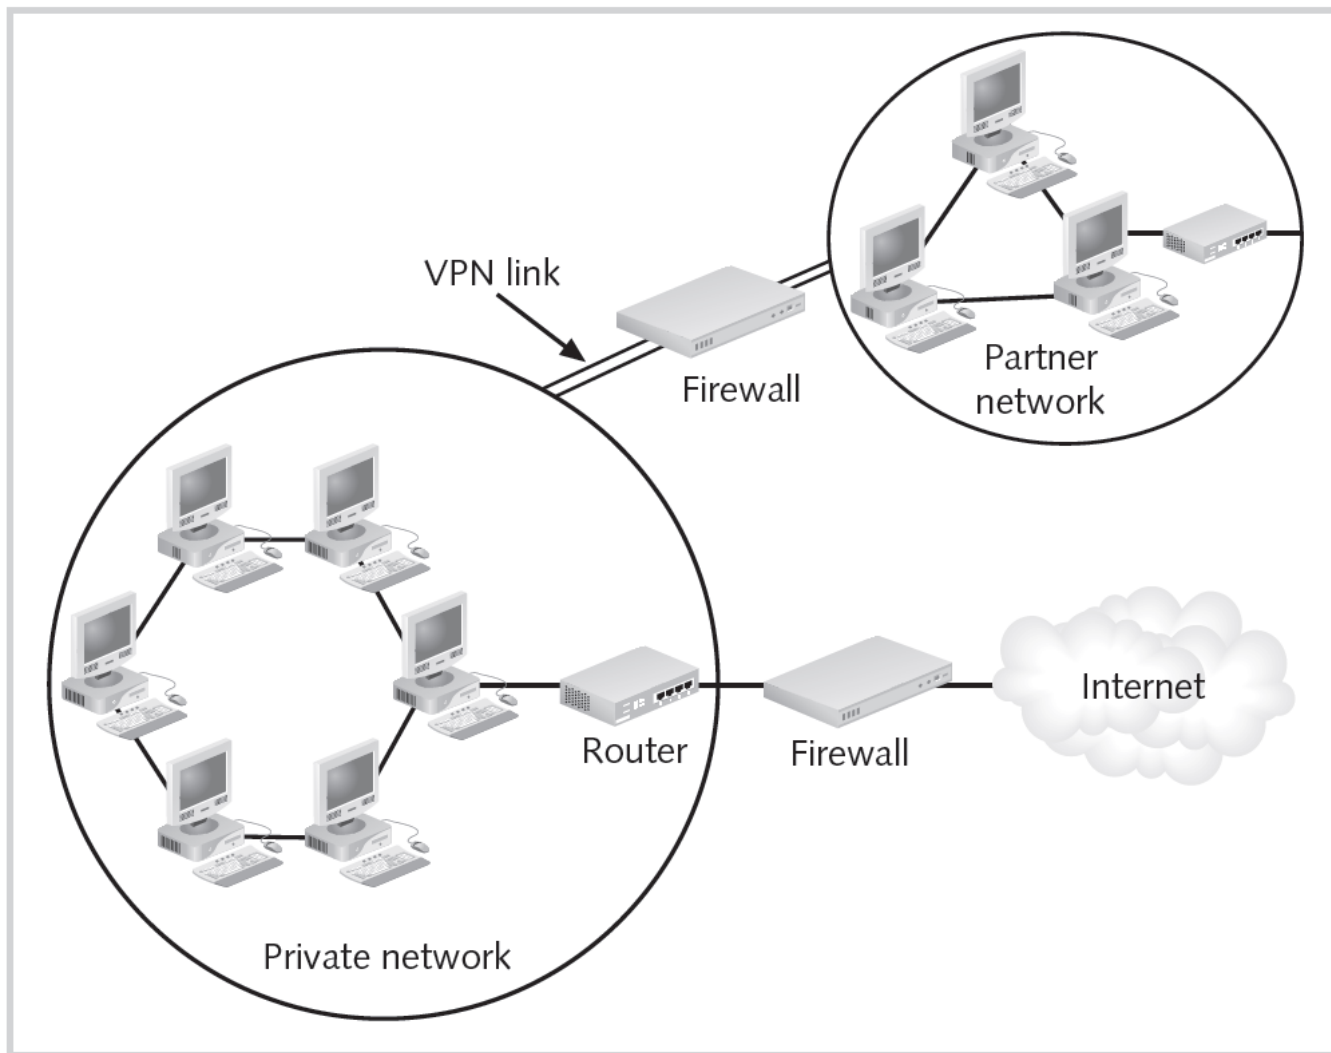 VPN link
Firewall
Partner
network
Internet
Router
Firewall
Private network